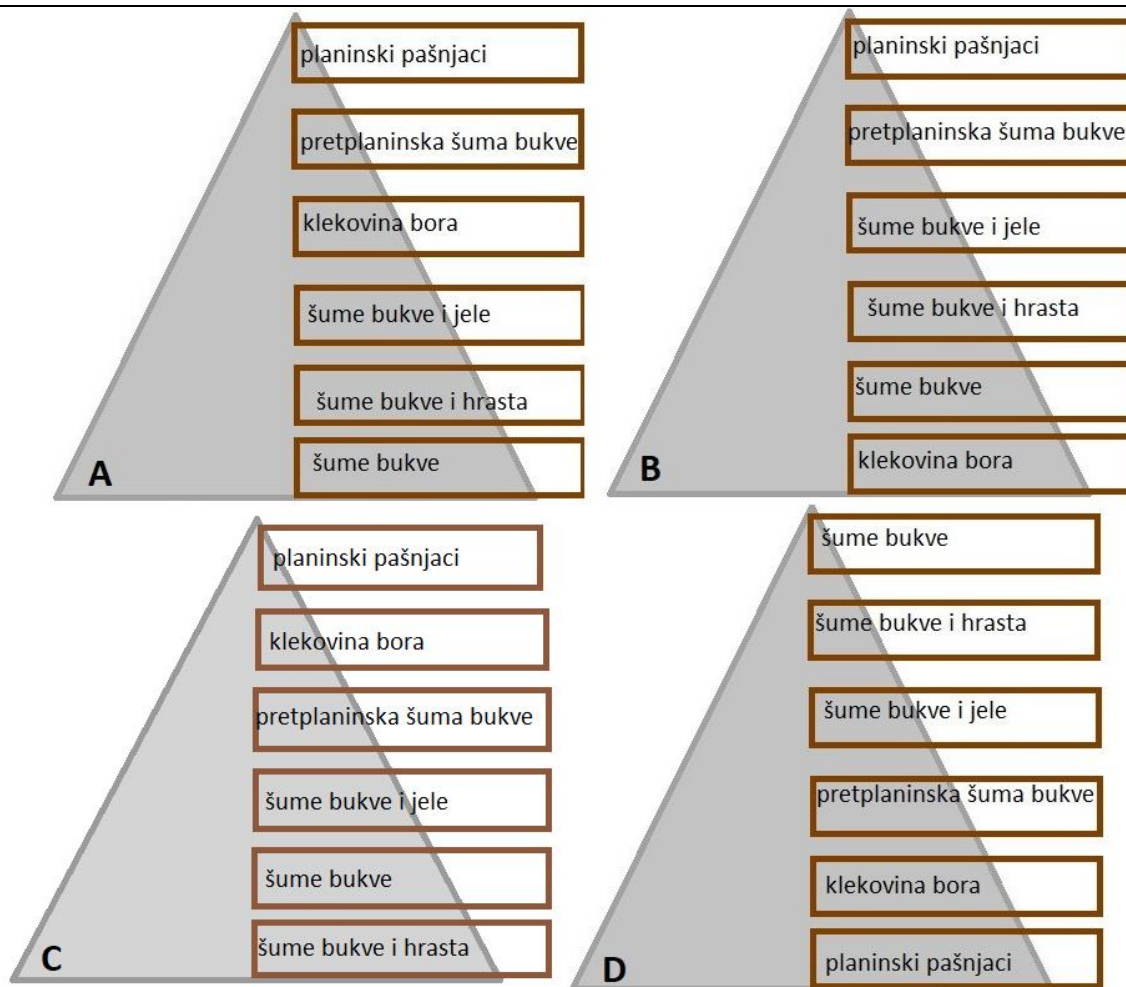 planinski pašnjaci
pretplaninska šuma bukve
klekovina bora
šume bukve i jele
šume bukve i hrasta
šume bukve
A
planinski pašnjaci
pretplaninska šuma bukve
šume bukve i jele
šume bukve i hrasta
šume bukve
klekovina bora
B
planinski pašnjaci
klekovina bora
pretplaninska šuma bukve
šume bukve i jele
šume bukve
šume bukve i hrasta
C
šume bukve
šume bukve i hrasta
šume bukve i jele
pretplaninska šuma bukve
klekovina bora
planinski pašnjaci
D